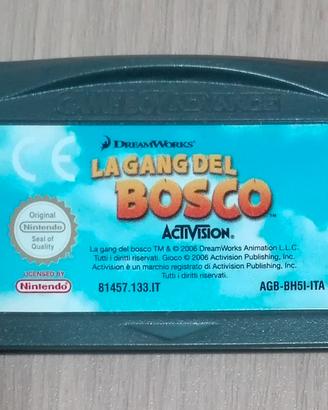 GAME BOY ADVANCE
CE
DREAMWORKS
LA GANG DEL
BOSCO™
ACTIVISION®
Original
Nintendo
Seal of
Quality
LICENSED BY
Nintendo
La gang del bosco TM & © 2006 DreamWorks Animation L.L.C.
Tutti i diritti riservati. Gioco © 2006 Activision Publishing, Inc.
Activision è un marchio registrato di Activision Publishing, Inc.
Tutti i diritti riservati.
81457.133.IT
AGB-BH5I-ITA